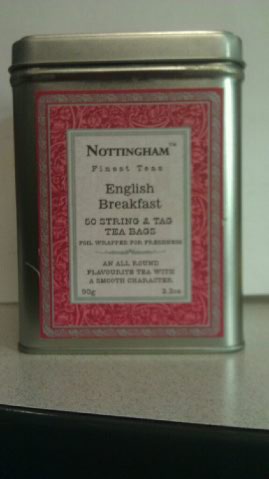 NOTTINGHAM™
Finest Teas
English
Breakfast
50 STRING & TAG
TEA BAGS
FOIL WRAPPED FOR FRESHNESS
AN ALL ROUND
FLAVOURITE TEA WITH
A SMOOTH CHARACTER.
90g 3.2oz